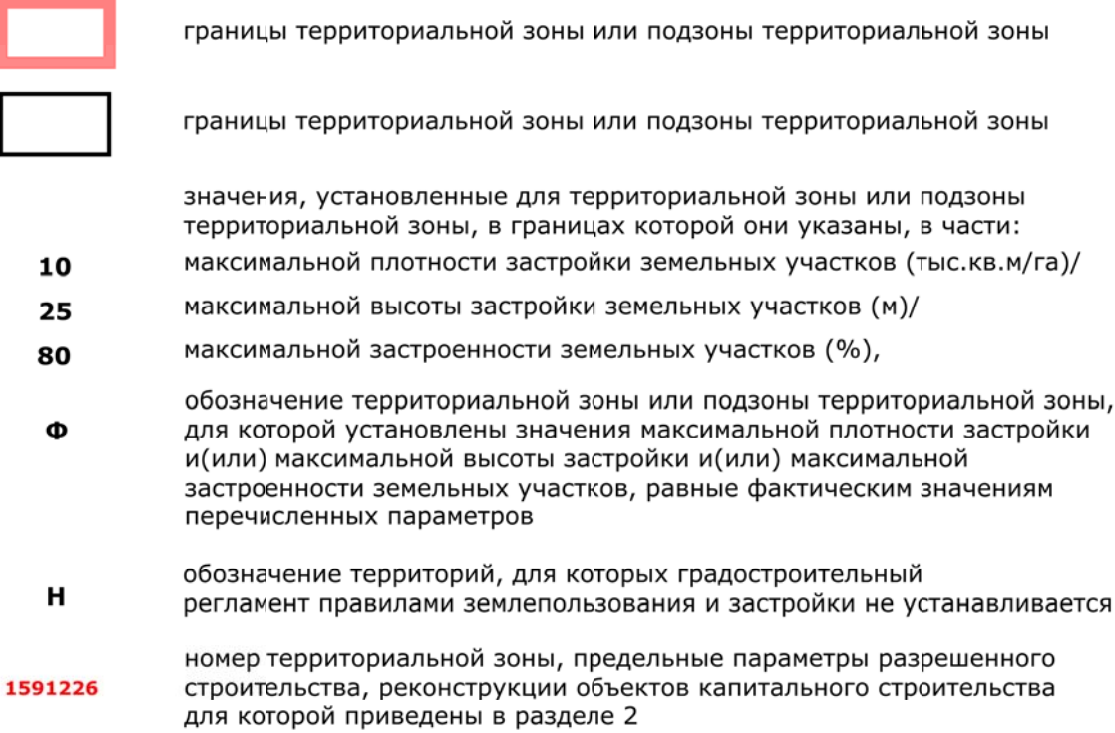 границы территориальной зоны или подзоны территориальной зоны
границы территориальной зоны или подзоны территориальной зоны
значения, установленные для территориальной зоны или подзоны
территориальной зоны, в границах которой они указаны, в части:
10 максимальной плотности застройки земельных участков (тыс.кв.м/га)/
25 максимальной высоты застройки земельных участков (м)/
80 максимальной застроенности земельных участков (%),
обозначение территориальной зоны или подзоны территориальной зоны,
Ф для которой установлены значения максимальной плотности застройки
и(или) максимальной высоты застройки и(или) максимальной
застроенности земельных участков, равные фактическим значениям
перечисленных параметров
обозначение территорий, для которых градостроительный
Н регламент правилами землепользования и застройки не устанавливается
номер территориальной зоны, предельные параметры разрешенного
1591226 строительства, реконструкции объектов капитального строительства
для которой приведены в разделе 2